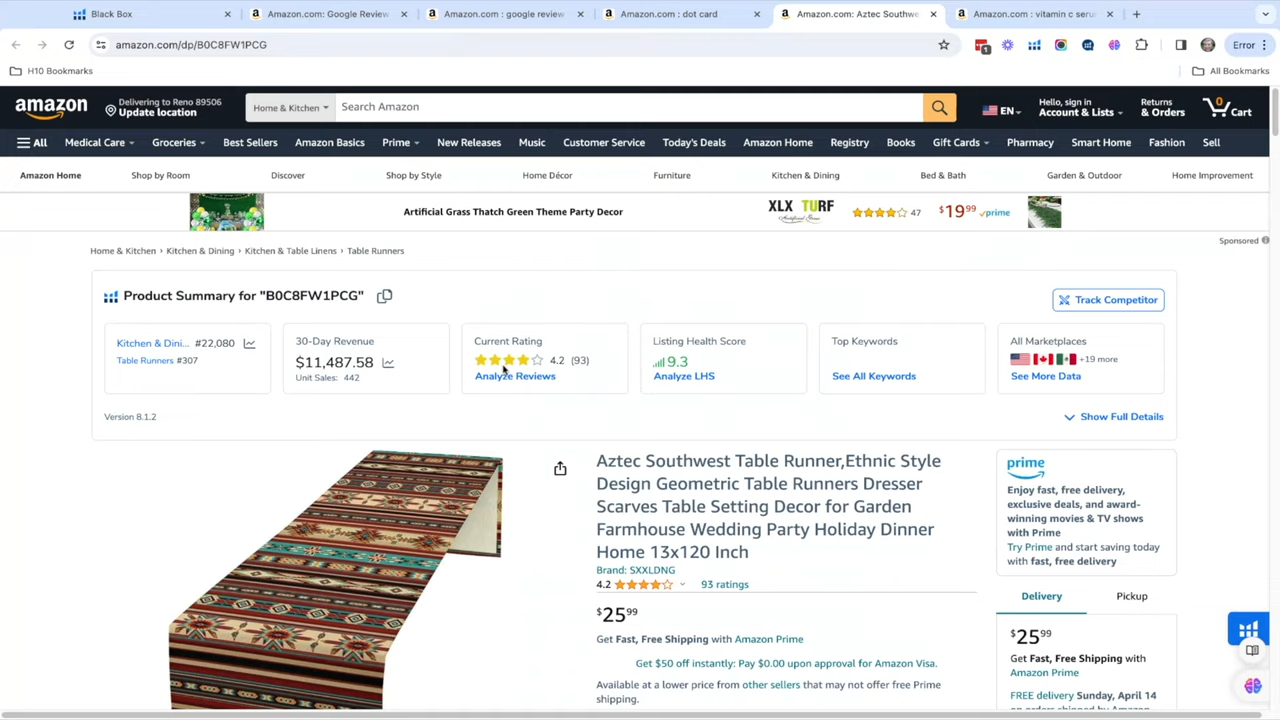 Black Box
Amazon.com: Google Review
Amazon.com : google review
Amazon.com : dot card
Amazon.com: Aztec Southwe
Amazon.com : vitamin c serum
amazon.com/dp/B0C8FW1PCG
1
Error
H10 Bookmarks
All Bookmarks
amazon
Delivering to Reno 89506
Update location
Home & Kitchen
Search Amazon
EN
Hello, sign in
Account & Lists
Returns
& Orders
0
Cart
All
Medical Care
Groceries
Best Sellers
Amazon Basics
Prime
New Releases
Music
Customer Service
Today's Deals
Amazon Home
Registry
Books
Gift Cards
Pharmacy
Smart Home
Fashion
Sell
Amazon Home
Shop by Room
Discover
Shop by Style
Home Décor
Furniture
Kitchen & Dining
Bed & Bath
Garden & Outdoor
Home Improvement
Artificial Grass Thatch Green Theme Party Decor
XLX TURF
47
$19.99 prime
Sponsored
Home & Kitchen › Kitchen & Dining › Kitchen & Table Linens › Table Runners
Product Summary for "B0C8FW1PCG"
Track Competitor
Kitchen & Dini... #22,080
Table Runners #307
30-Day Revenue
$11,487.58
Unit Sales: 442
Current Rating
4.2 (93)
Analyze Reviews
Listing Health Score
9.3
Analyze LHS
Top Keywords
See All Keywords
All Marketplaces
+19 more
See More Data
Version 8.1.2
Show Full Details
Aztec Southwest Table Runner,Ethnic Style
Design Geometric Table Runners Dresser
Scarves Table Setting Decor for Garden
Farmhouse Wedding Party Holiday Dinner
Home 13x120 Inch
Brand: SXXLDNG
4.2
93 ratings
$25.99
Get Fast, Free Shipping with Amazon Prime
Get $50 off instantly: Pay $0.00 upon approval for Amazon Visa.
Available at a lower price from other sellers that may not offer free Prime
shipping.
prime
Enjoy fast, free delivery,
exclusive deals, and award-
winning movies & TV shows
with Prime
Try Prime and start saving today
with fast, free delivery
Delivery
Pickup
$25.99
Get Fast, Free Shipping with
Amazon Prime
FREE delivery Sunday, April 14